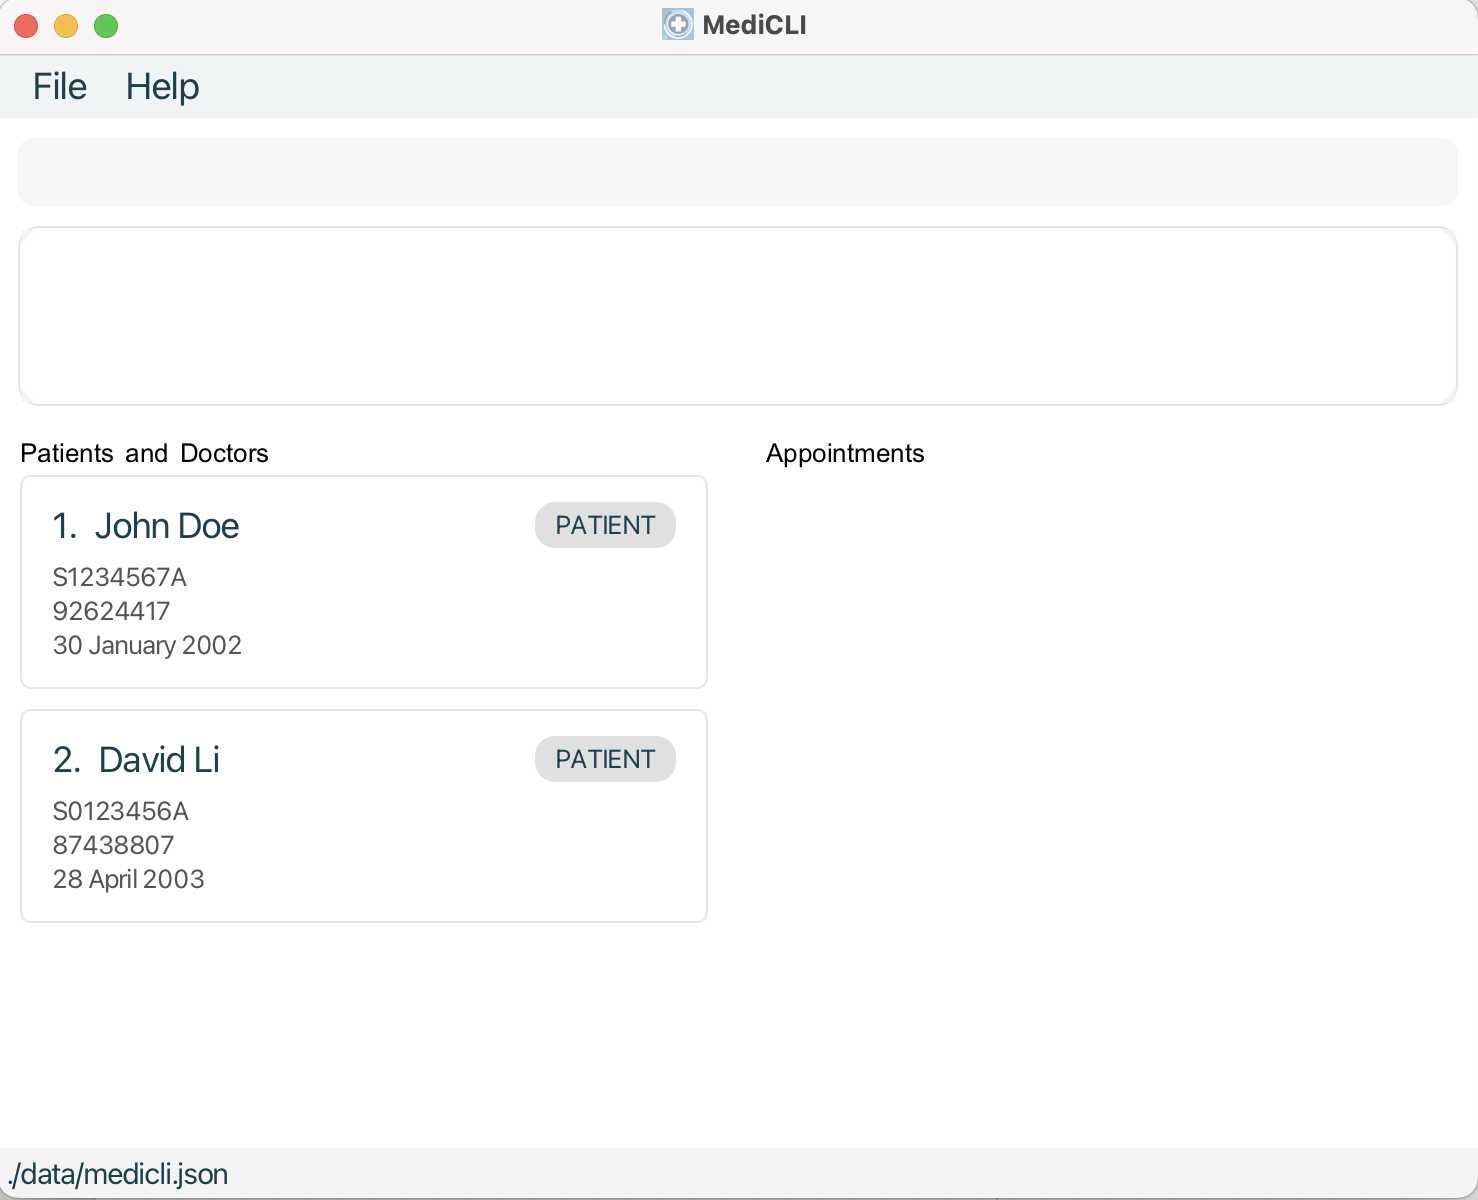 MediCLI
File Help
Patients and Doctors
1. John Doe
PATIENT
S1234567A
92624417
30 January 2002
2. David Li
PATIENT
S0123456A
87438807
28 April 2003
Appointments
./data/medicli.json